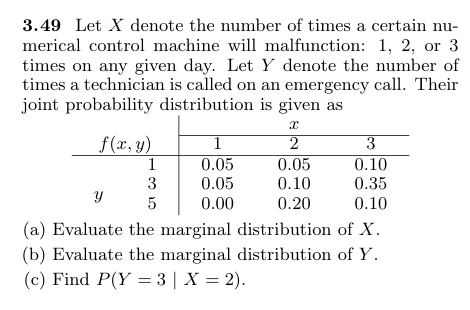 3.49 Let X denote the number of times a certain nu-
merical control machine will malfunction: 1, 2, or 3
times on any given day. Let Y denote the number of
times a technician is called on an emergency call. Their
joint probability distribution is given as
x
f(x, y) 1 2 3
1 0.05 0.05 0.10
y 3 0.05 0.10 0.35
5 0.00 0.20 0.10
(a) Evaluate the marginal distribution of X.
(b) Evaluate the marginal distribution of Y.
(c) Find P(Y = 3 | X = 2).